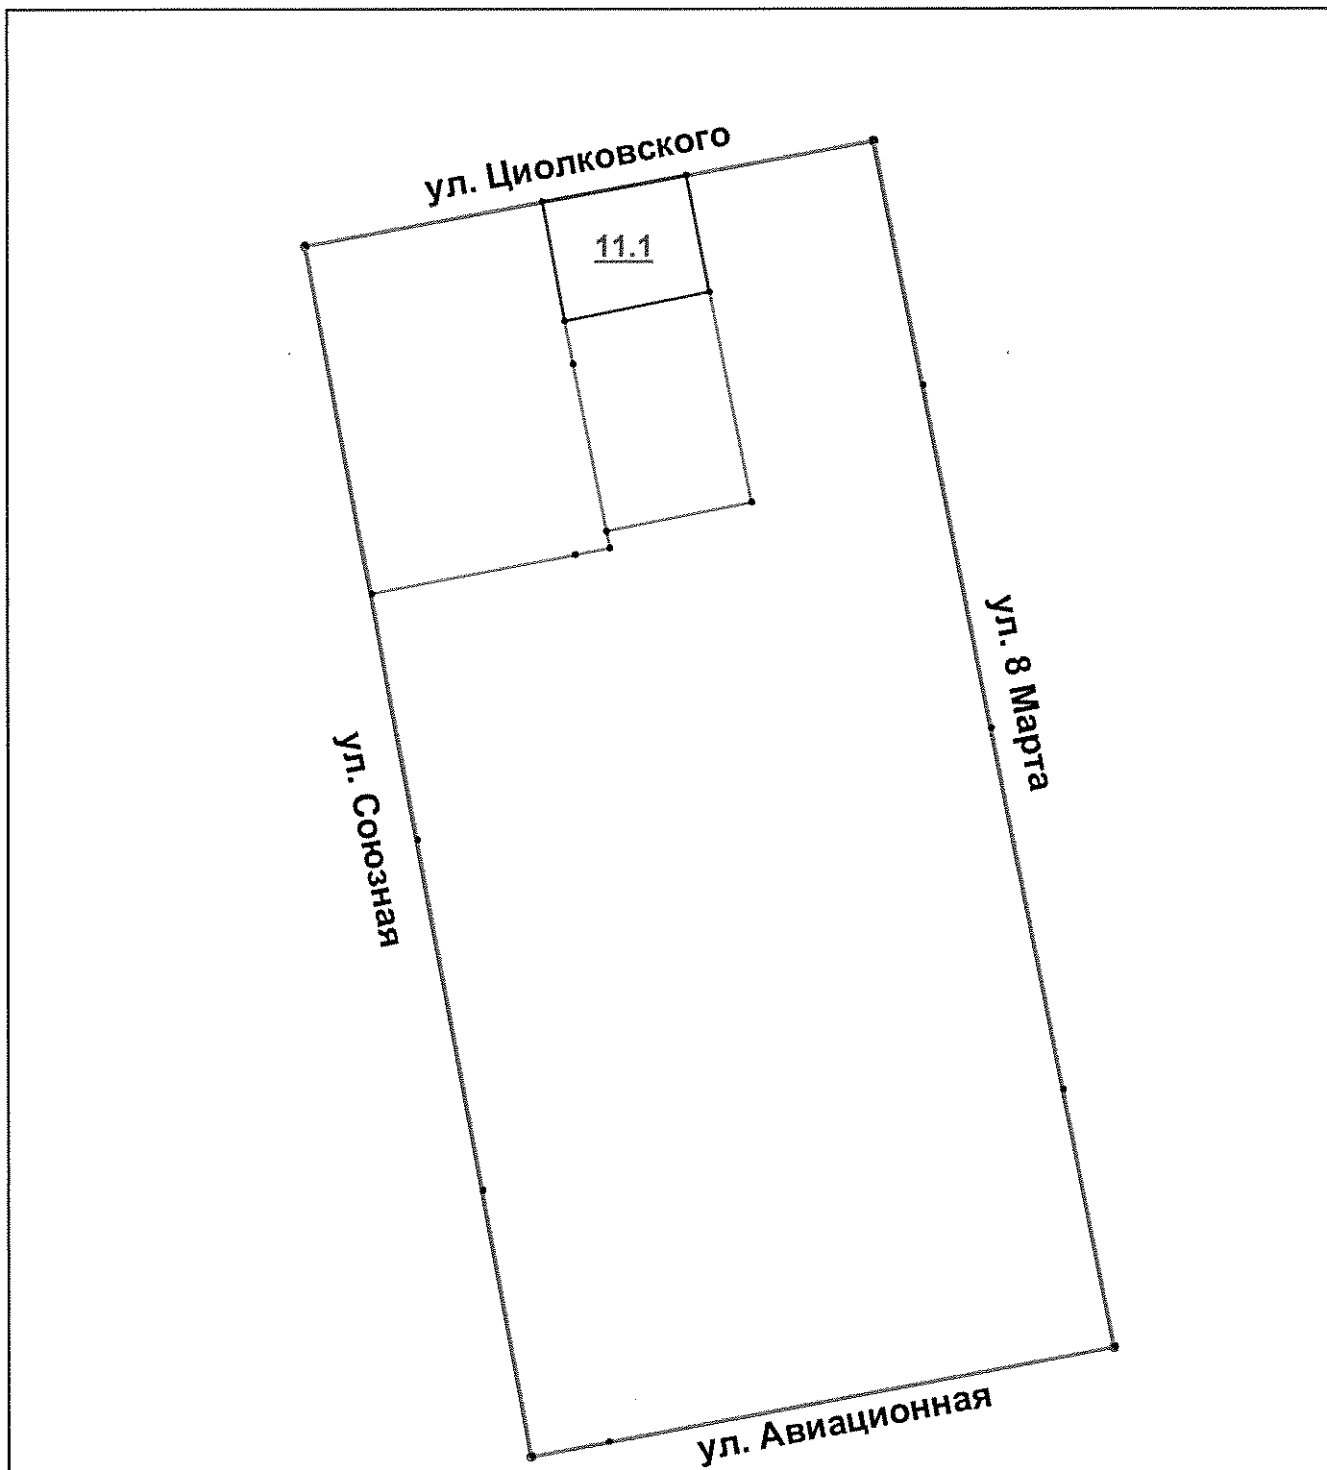 ул. Циолковского
11.1
ул. 8 Марта
ул. Союзная
ул. Авиационная